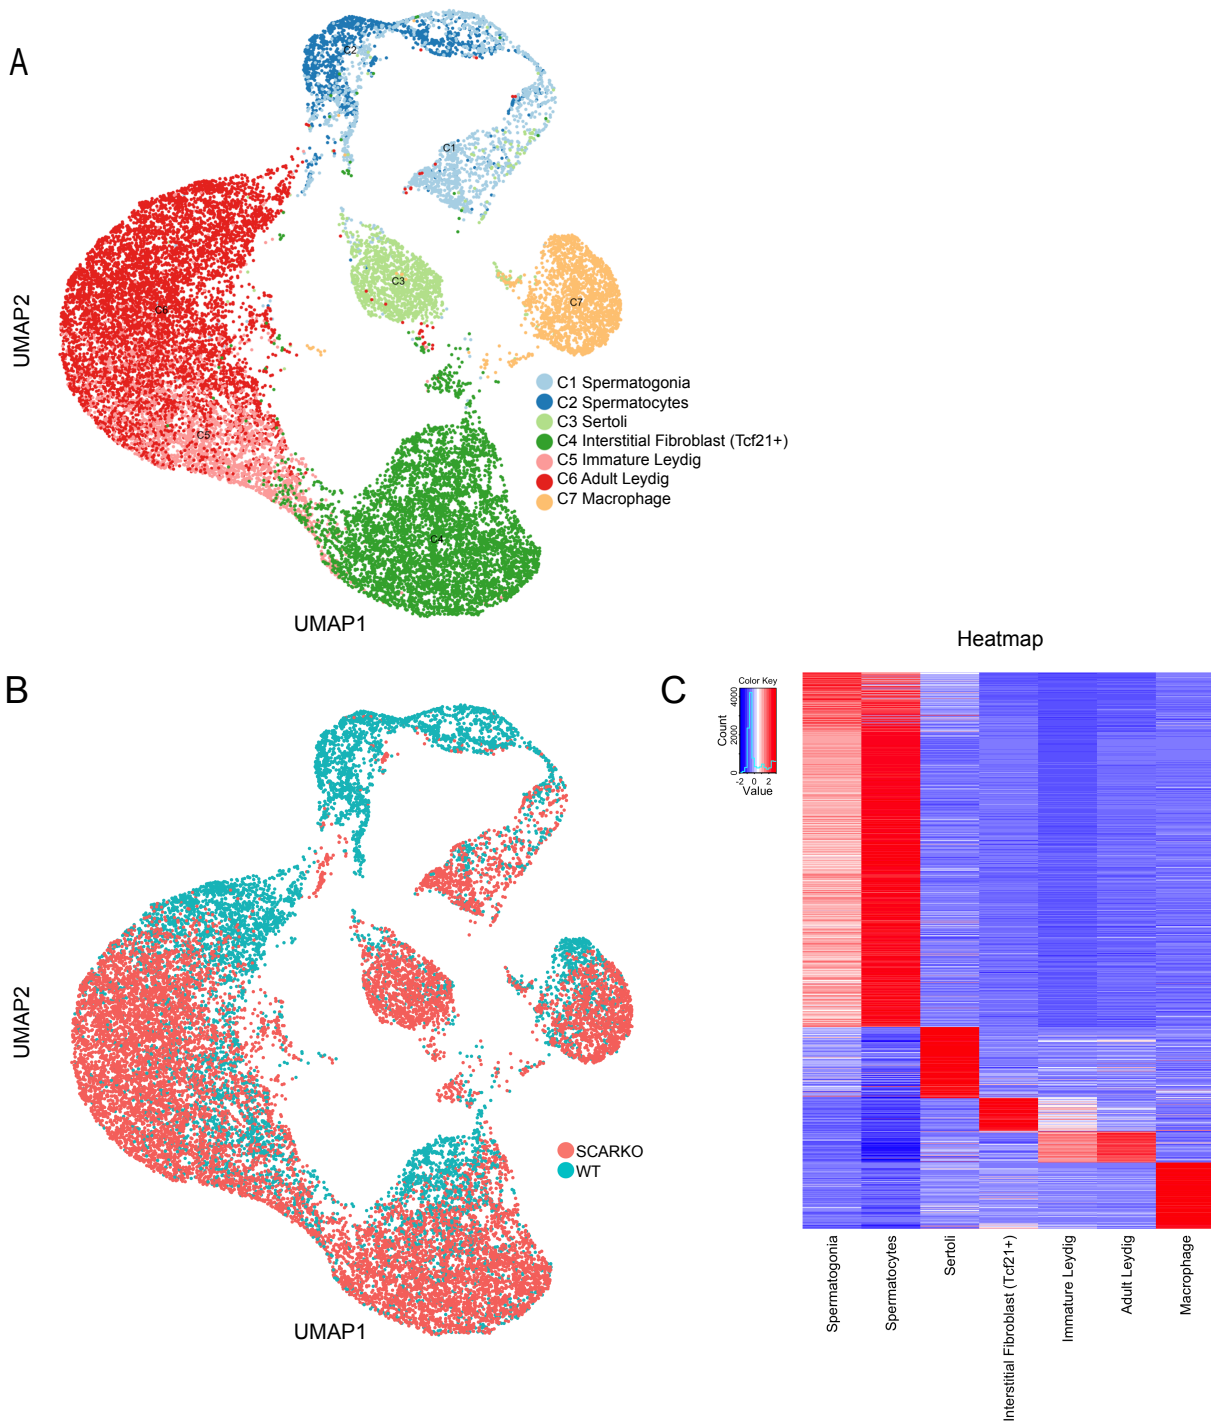 A
C2
C1
C3
C7
C6
C5
C4
UMAP2
UMAP1
C1 Spermatogonia
C2 Spermatocytes
C3 Sertoli
C4 Interstitial Fibroblast (Tcf21+)
C5 Immature Leydig
C6 Adult Leydig
C7 Macrophage
B
UMAP2
UMAP1
SCARKO
WT
C
Heatmap
Color Key
Count
0 2000 4000
-2 0 2
Value
Spermatogonia
Spermatocytes
Sertoli
Interstitial Fibroblast (Tcf21+)
Immature Leydig
Adult Leydig
Macrophage